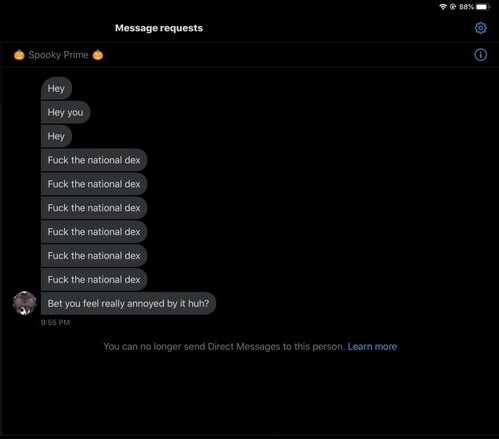 88%
Message requests
🎃 Spooky Prime 🎃
Hey
Hey you
Hey
Fuck the national dex
Fuck the national dex
Fuck the national dex
Fuck the national dex
Fuck the national dex
Fuck the national dex
Bet you feel really annoyed by it huh?
9:55 PM
You can no longer send Direct Messages to this person. Learn more